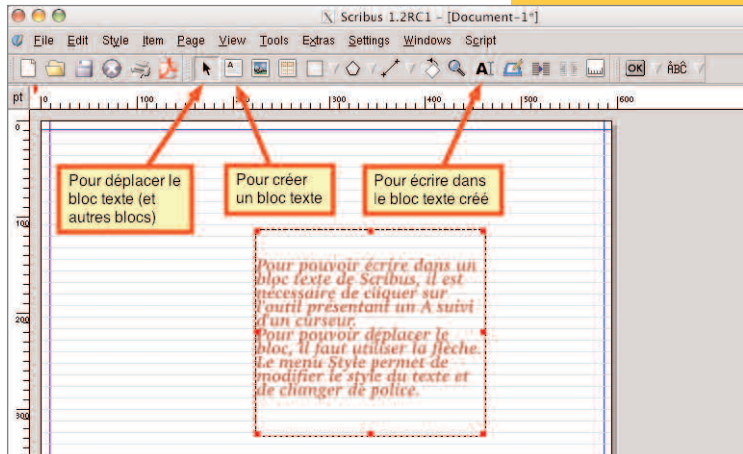 Scribus 1.2RC1 - [Document-1*]
File Edit Style Item Page View Tools Extras Settings Windows Script
OK ÀBĈ
pt 0 100 200 300 400 500 600
0
Pour déplacer le
bloc texte (et
autres blocs)
Pour créer
un bloc texte
Pour écrire dans
le bloc texte créé
100
Pour pouvoir écrire dans un
bloc texte de Scribus, il est
nécessaire de cliquer sur
l'outil présentant un A suivi
d'un curseur.
200
Pour pouvoir déplacer le
bloc, il faut utiliser la flèche.
Le menu Style permet de
modifier le style du texte et
de changer de police.
300